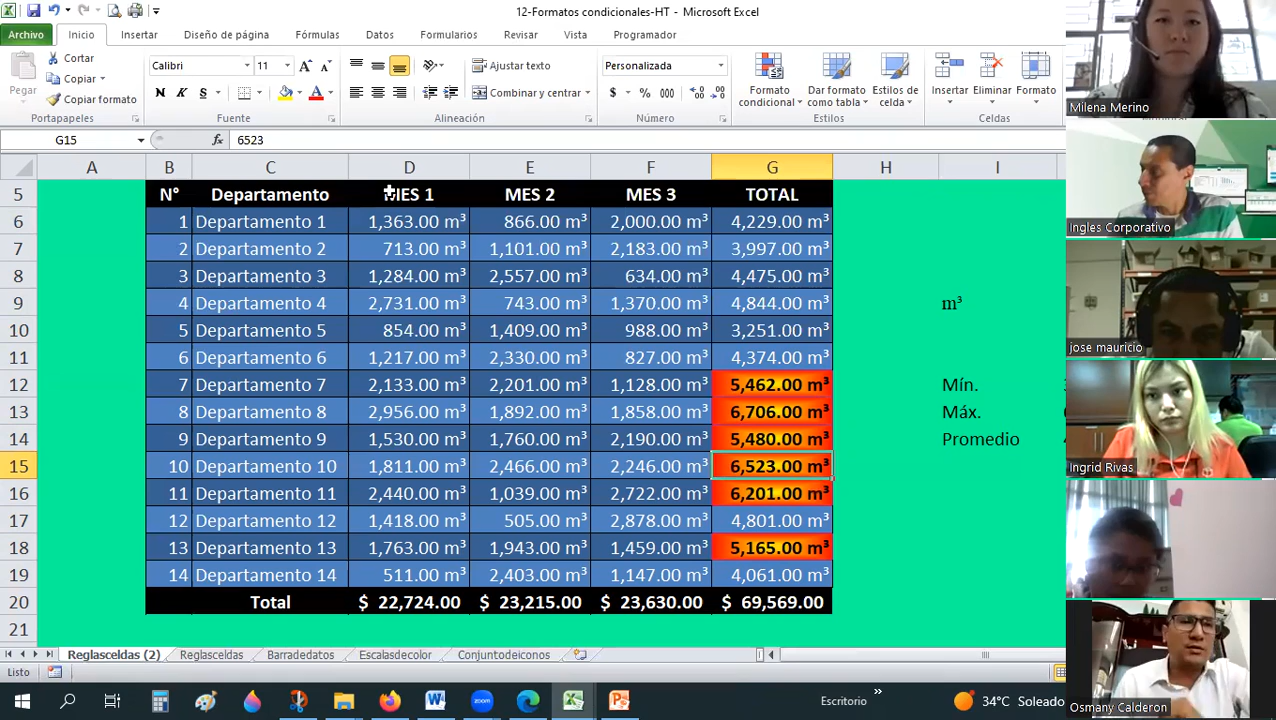 12-Formatos condicionales-HT - Microsoft Excel
Archivo Inicio Insertar Diseño de página Fórmulas Datos Formularios Revisar Vista Programador
Pegar Cortar Copiar Copiar formato
Portapapeles
Calibri 11
N K S
Fuente
Ajustar texto
Combinar y centrar
Alineación
Personalizada
$ % 000
Número
Formato condicional Dar formato como tabla Estilos de celda
Estilos
Insertar Eliminar Formato
Celdas
G15 fx 6523
A B C D E F G H I
5 N° Departamento MES 1 MES 2 MES 3 TOTAL
6 1 Departamento 1 1,363.00 m³ 866.00 m³ 2,000.00 m³ 4,229.00 m³
7 2 Departamento 2 713.00 m³ 1,101.00 m³ 2,183.00 m³ 3,997.00 m³
8 3 Departamento 3 1,284.00 m³ 2,557.00 m³ 634.00 m³ 4,475.00 m³
9 4 Departamento 4 2,731.00 m³ 743.00 m³ 1,370.00 m³ 4,844.00 m³ m³
10 5 Departamento 5 854.00 m³ 1,409.00 m³ 988.00 m³ 3,251.00 m³
11 6 Departamento 6 1,217.00 m³ 2,330.00 m³ 827.00 m³ 4,374.00 m³
12 7 Departamento 7 2,133.00 m³ 2,201.00 m³ 1,128.00 m³ 5,462.00 m³ Mín.
13 8 Departamento 8 2,956.00 m³ 1,892.00 m³ 1,858.00 m³ 6,706.00 m³ Máx.
14 9 Departamento 9 1,530.00 m³ 1,760.00 m³ 2,190.00 m³ 5,480.00 m³ Promedio
15 10 Departamento 10 1,811.00 m³ 2,466.00 m³ 2,246.00 m³ 6,523.00 m³
16 11 Departamento 11 2,440.00 m³ 1,039.00 m³ 2,722.00 m³ 6,201.00 m³
17 12 Departamento 12 1,418.00 m³ 505.00 m³ 2,878.00 m³ 4,801.00 m³
18 13 Departamento 13 1,763.00 m³ 1,943.00 m³ 1,459.00 m³ 5,165.00 m³
19 14 Departamento 14 511.00 m³ 2,403.00 m³ 1,147.00 m³ 4,061.00 m³
20 Total $ 22,724.00 $ 23,215.00 $ 23,630.00 $ 69,569.00
21
Reglasceldas (2) Reglasceldas Barradedatos Escalasdecolor Conjuntodeiconos
Listo
Escritorio » 34°C Soleado
Milena Merino
Ingles Corporativo
jose mauricio
Ingrid Rivas
Osmany Calderon